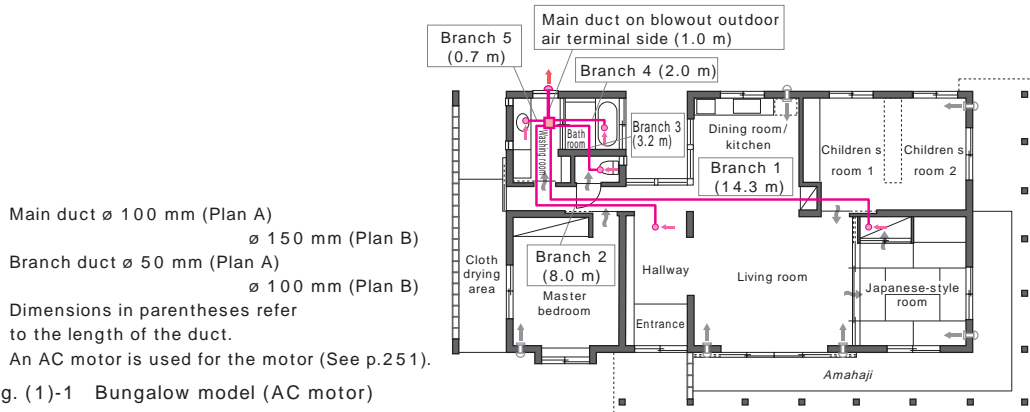 Main duct on blowout outdoor
air terminal side (1.0 m)
Branch 5
(0.7 m)
Branch 4 (2.0 m)
Branch 3
(3.2 m)
Washing room
Bath
room
Dining room/
kitchen
Branch 1
(14.3 m)
Children s
room 1
Children s
room 2
Main duct ø 100 mm (Plan A)
ø 150 mm (Plan B)
Branch duct ø 50 mm (Plan A)
ø 100 mm (Plan B)
Dimensions in parentheses refer
to the length of the duct.
An AC motor is used for the motor (See p.251).
Cloth
drying
area
Branch 2
(8.0 m)
Master
bedroom
Hallway
Entrance
Living room
Japanese-style
room
Amahaji
g. (1)-1 Bungalow model (AC motor)